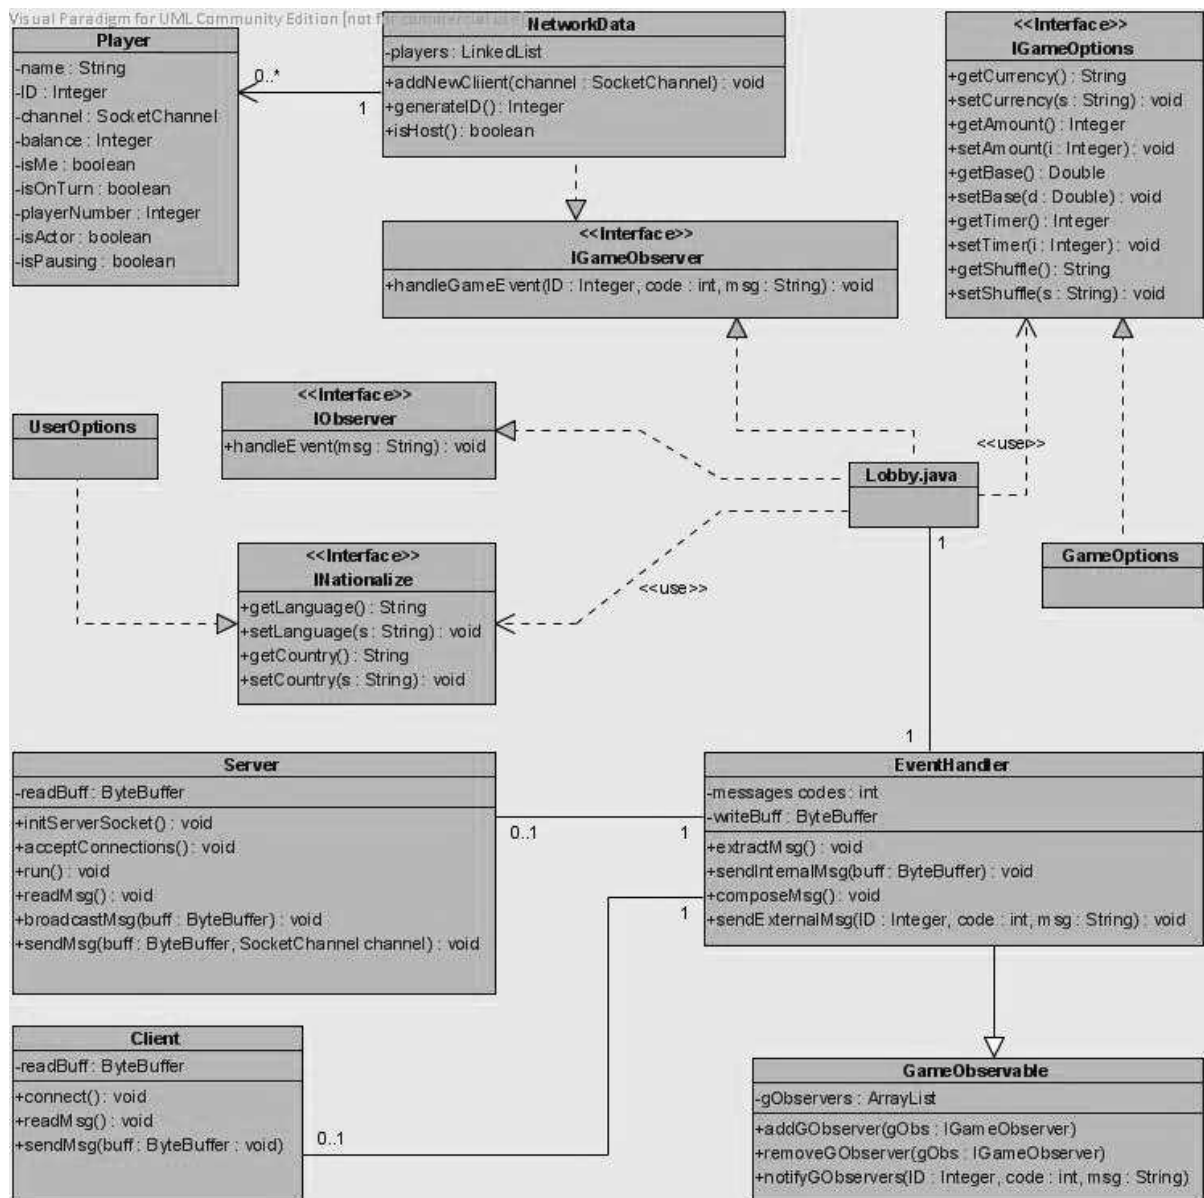 Visual Paradigm for UML Community Edition [not for commercial use]
Player
-name : String
-ID : Integer
-channel : SocketChannel
-balance : Integer
-isMe : boolean
-isOnTurn : boolean
-playerNumber : Integer
-isActor : boolean
-isPausing : boolean
0..*
1
NetworkData
-players : LinkedList
+addNewCliient(channel : SocketChannel) : void
+generateID() : Integer
+isHost() : boolean
<<Interface>>
IGameOptions
+getCurrency() : String
+setCurrency(s : String) : void
+getAmount() : Integer
+setAmount(i : Integer) : void
+getBase() : Double
+setBase(d : Double) : void
+getTimer() : Integer
+setTimer(i : Integer) : void
+getShuffle() : String
+setShuffle(s : String) : void
<<Interface>>
IGameObserver
+handleGameEvent(ID : Integer, code : int, msg : String) : void
<<Interface>>
IObserver
+handleEvent(msg : String) : void
UserOptions
<<use>>
Lobby.java
1
GameOptions
<<Interface>>
INationalize
+getLanguage() : String
+setLanguage(s : String) : void
+getCountry() : String
+setCountry(s : String) : void
<<use>>
1
Server
-readBuff : ByteBuffer
+initServerSocket() : void
+acceptConnections() : void
+run() : void
+readMsg() : void
+broadcastMsg(buff : ByteBuffer) : void
+sendMsg(buff : ByteBuffer, SocketChannel channel) : void
0..1
1
EventHandler
-messages codes : int
-writeBuff : ByteBuffer
+extractMsg() : void
+sendInternalMsg(buff : ByteBuffer) : void
+composeMsg() : void
+sendExternalMsg(ID : Integer, code : int, msg : String) : void
1
Client
-readBuff : ByteBuffer
+connect() : void
+readMsg() : void
+sendMsg(buff : ByteBuffer : void)
0..1
GameObservable
-gObservers : ArrayList
+addGObserver(gObs : IGameObserver)
+removeGObserver(gObs : IGameObserver)
+notifyGObservers(ID : Integer, code : int, msg : String)